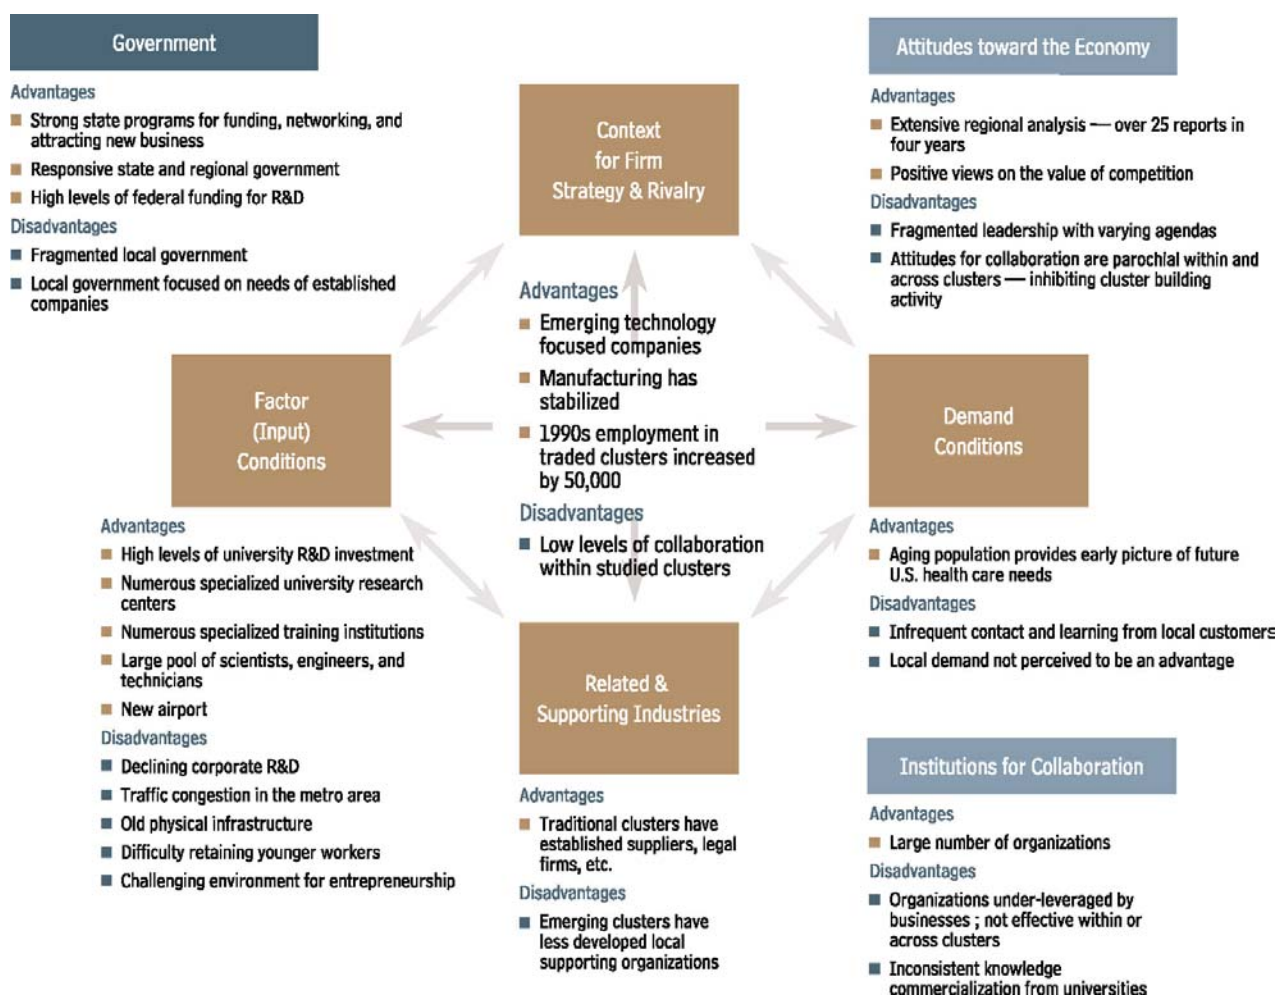 Government
Advantages
Strong state programs for funding, networking, and
attracting new business
Responsive state and regional government
High levels of federal funding for R&D
Disadvantages
Fragmented local government
Local government focused on needs of established
companies
Context
for Firm
Strategy & Rivalry
Advantages
Emerging technology
focused companies
Manufacturing has
stabilized
1990s employment in
traded clusters increased
by 50,000
Disadvantages
Low levels of collaboration
within studied clusters
Attitudes toward the Economy
Advantages
Extensive regional analysis — over 25 reports in
four years
Positive views on the value of competition
Disadvantages
Fragmented leadership with varying agendas
Attitudes for collaboration are parochial within and
across clusters — inhibiting cluster building
activity
Factor
(Input)
Conditions
Advantages
High levels of university R&D investment
Numerous specialized university research
centers
Numerous specialized training institutions
Large pool of scientists, engineers, and
technicians
New airport
Disadvantages
Declining corporate R&D
Traffic congestion in the metro area
Old physical infrastructure
Difficulty retaining younger workers
Challenging environment for entrepreneurship
Demand
Conditions
Advantages
Aging population provides early picture of future
U.S. health care needs
Disadvantages
Infrequent contact and learning from local customers
Local demand not perceived to be an advantage
Related &
Supporting Industries
Advantages
Traditional clusters have
established suppliers, legal
firms, etc.
Disadvantages
Emerging clusters have
less developed local
supporting organizations
Institutions for Collaboration
Advantages
Large number of organizations
Disadvantages
Organizations under-leveraged by
businesses ; not effective within or
across clusters
Inconsistent knowledge
commercialization from universities